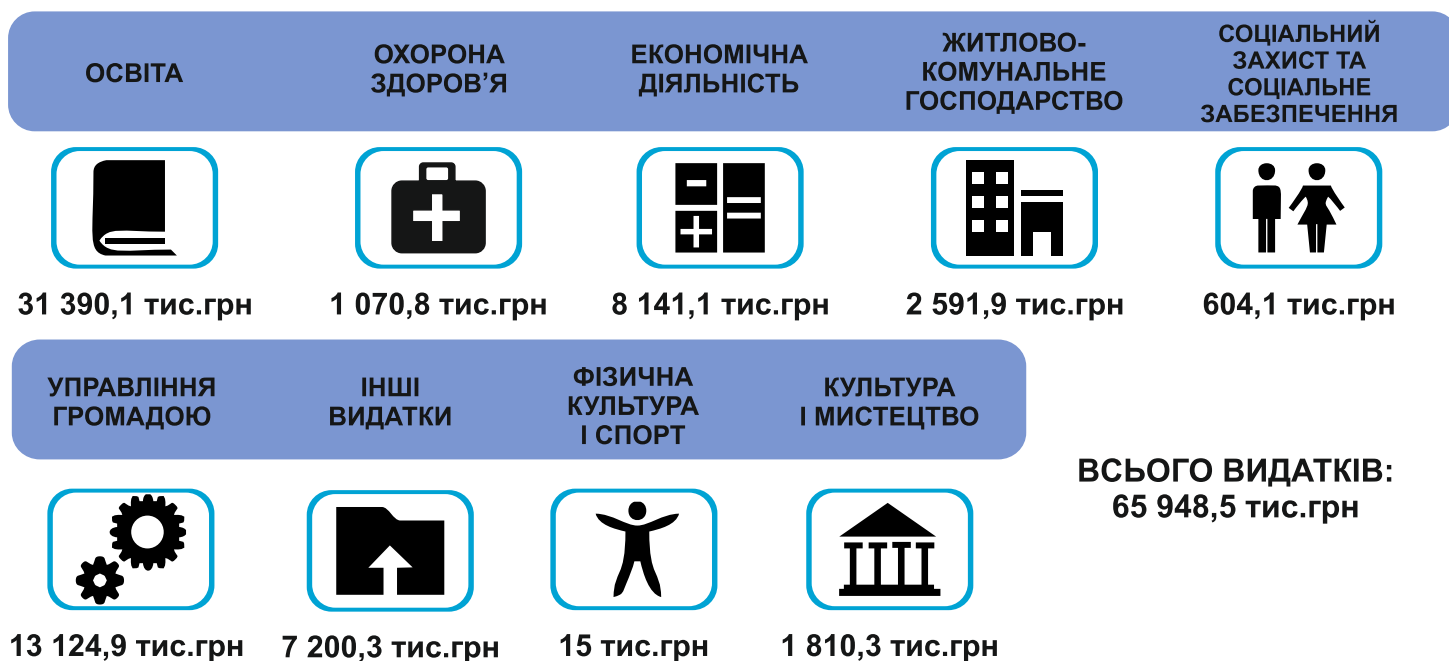 ОСВІТА
ОХОРОНА
ЗДОРОВ’Я
ЕКОНОМІЧНА
ДІЯЛЬНІСТЬ
ЖИТЛОВО-
КОМУНАЛЬНЕ
ГОСПОДАРСТВО
СОЦІАЛЬНИЙ
ЗАХИСТ ТА
СОЦІАЛЬНЕ
ЗАБЕЗПЕЧЕННЯ
31 390,1 тис.грн
1 070,8 тис.грн
8 141,1 тис.грн
2 591,9 тис.грн
604,1 тис.грн
УПРАВЛІННЯ
ГРОМАДОЮ
ІНШІ
ВИДАТКИ
ФІЗИЧНА
КУЛЬТУРА
І СПОРТ
КУЛЬТУРА
І МИСТЕЦТВО
13 124,9 тис.грн
7 200,3 тис.грн
15 тис.грн
1 810,3 тис.грн
ВСЬОГО ВИДАТКІВ:
65 948,5 тис.грн